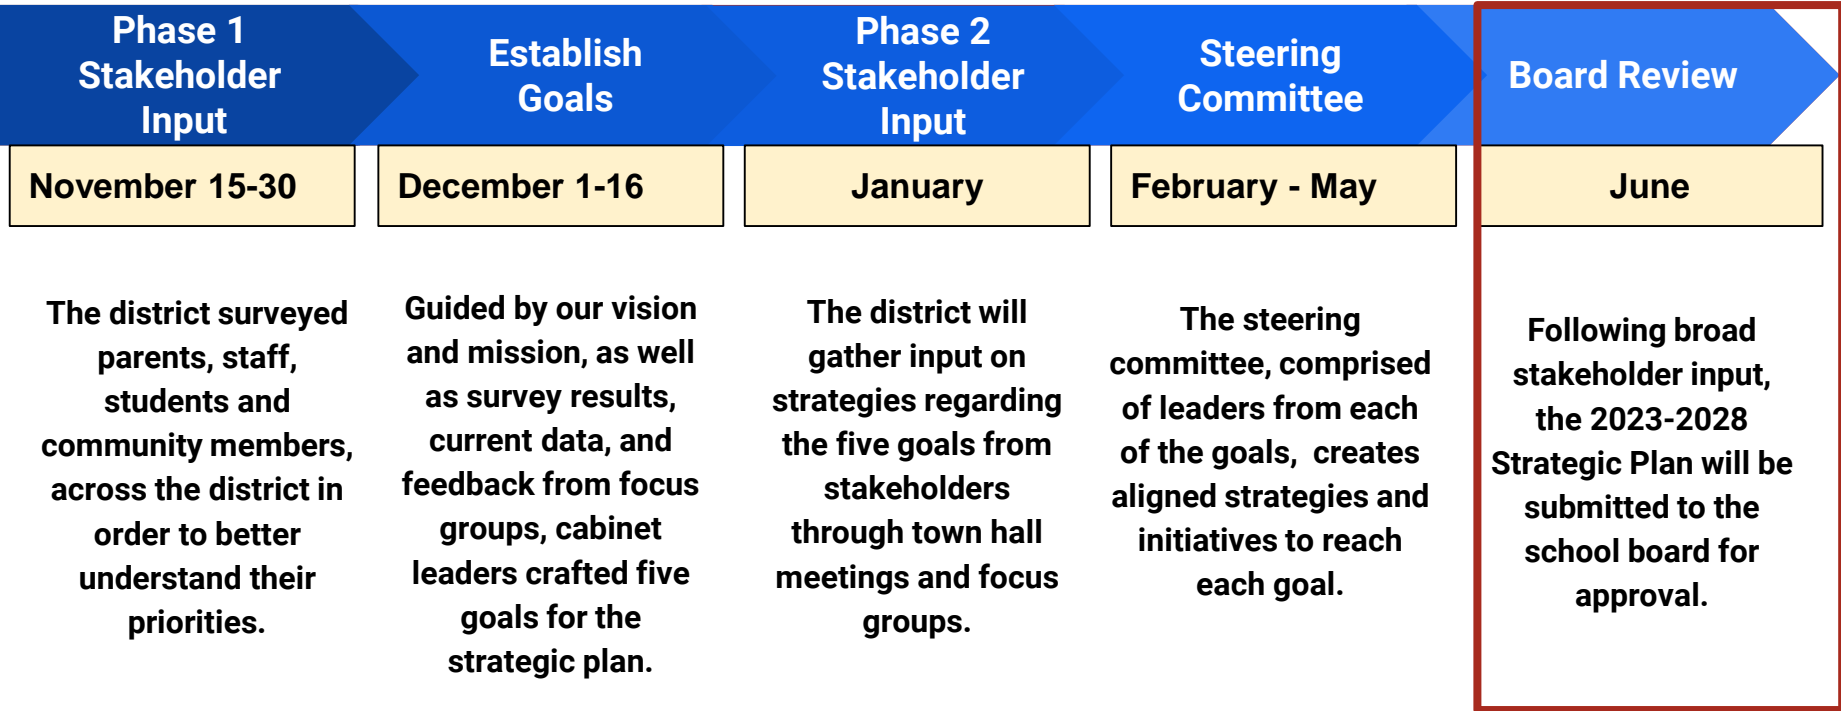 Phase 1
Stakeholder
Input
Establish
Goals
Phase 2
Stakeholder
Input
Steering
Committee
Board Review
November 15-30
December 1-16
January
February - May
June
The district surveyed
parents, staff,
students and
community members,
across the district in
order to better
understand their
priorities.
Guided by our vision
and mission, as well
as survey results,
current data, and
feedback from focus
groups, cabinet
leaders crafted five
goals for the
strategic plan.
The district will
gather input on
strategies regarding
the five goals from
stakeholders
through town hall
meetings and focus
groups.
The steering
committee, comprised
of leaders from each
of the goals,  creates
aligned strategies and
initiatives to reach
each goal.
Following broad
stakeholder input,
the 2023-2028
Strategic Plan will be
submitted to the
school board for
approval.